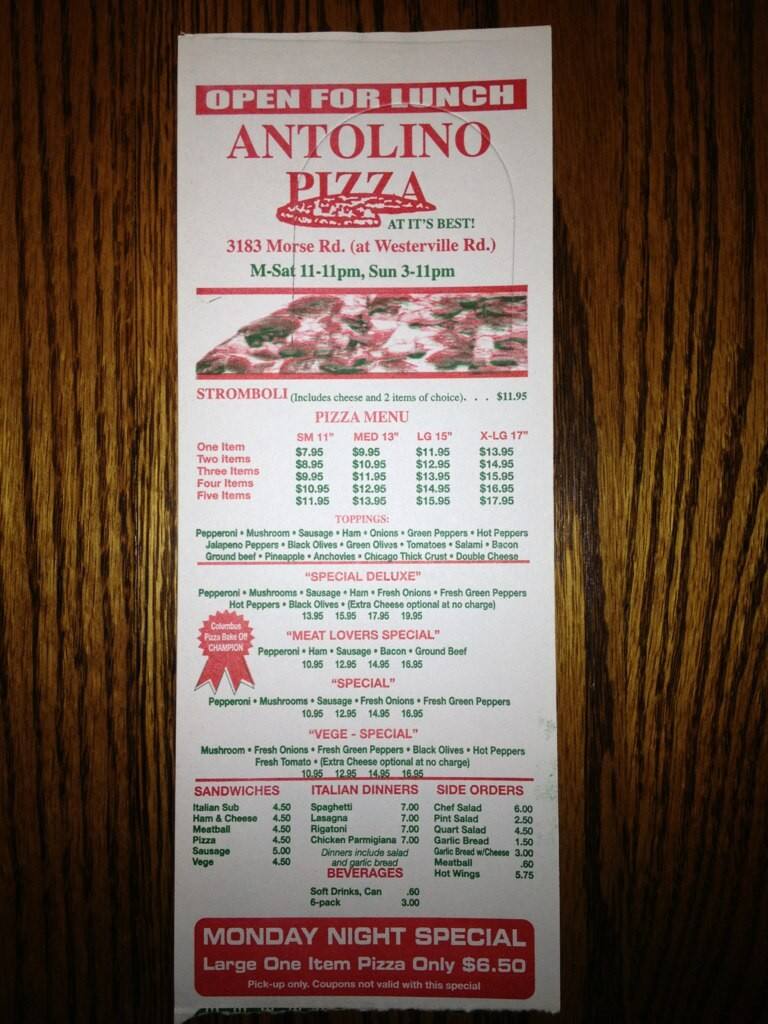 OPEN FOR LUNCH
ANTOLINO
PIZZA
AT IT'S BEST!
3183 Morse Rd. (at Westerville Rd.)
M-Sat 11-11pm, Sun 3-11pm
STROMBOLI (Includes cheese and 2 items of choice). . . $11.95
PIZZA MENU
SM 11" MED 13" LG 15" X-LG 17"
One Item $7.95 $9.95 $11.95 $13.95
Two Items $8.95 $10.95 $12.95 $14.95
Three Items $9.95 $11.95 $13.95 $15.95
Four Items $10.95 $12.95 $14.95 $16.95
Five Items $11.95 $13.95 $15.95 $17.95
TOPPINGS:
Pepperoni • Mushroom • Sausage • Ham • Onions • Green Peppers • Hot Peppers
Jalapeno Peppers • Black Olives • Green Olives • Tomatoes • Salami • Bacon
Ground beef • Pineapple • Anchovies • Chicago Thick Crust • Double Cheese
"SPECIAL DELUXE"
Pepperoni • Mushrooms • Sausage • Ham • Fresh Onions • Fresh Green Peppers
Hot Peppers • Black Olives • (Extra Cheese optional at no charge)
13.95 15.95 17.95 19.95
Columbus
Pizza Bake Off
CHAMPION
"MEAT LOVERS SPECIAL"
Pepperoni • Ham • Sausage • Bacon • Ground Beef
10.95 12.95 14.95 16.95
"SPECIAL"
Pepperoni • Mushrooms • Sausage • Fresh Onions • Fresh Green Peppers
10.95 12.95 14.95 16.95
"VEGE - SPECIAL"
Mushroom • Fresh Onions • Fresh Green Peppers • Black Olives • Hot Peppers
Fresh Tomato • (Extra Cheese optional at no charge)
10.95 12.95 14.95 16.95
SANDWICHES
Italian Sub 4.50
Ham & Cheese 4.50
Meatball 4.50
Pizza 4.50
Sausage 5.00
Vege 4.50
ITALIAN DINNERS
Spaghetti 7.00
Lasagna 7.00
Rigatoni 7.00
Chicken Parmigiana 7.00
Dinners include salad
and garlic bread
BEVERAGES
Soft Drinks, Can .60
6-pack 3.00
SIDE ORDERS
Chef Salad 6.00
Pint Salad 2.50
Quart Salad 4.50
Garlic Bread 1.50
Garlic Bread w/Cheese 3.00
Meatball .60
Hot Wings 5.75
MONDAY NIGHT SPECIAL
Large One Item Pizza Only $6.50
Pick-up only. Coupons not valid with this special